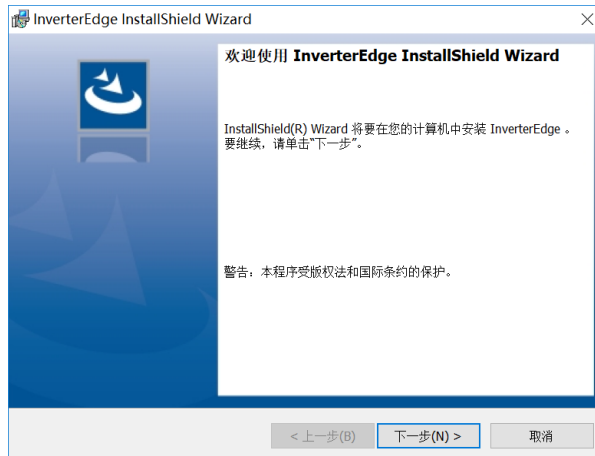 InverterEdge InstallShield Wizard
欢迎使用 InverterEdge InstallShield Wizard
InstallShield(R) Wizard 将要在您的计算机中安装 InverterEdge 。
要继续，请单击“下一步”。
警告：本程序受版权法和国际条约的保护。
< 上一步(B)
下一步(N) >
取消